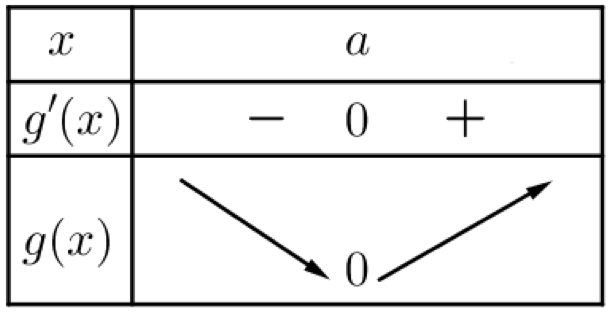 x a
g′(x) − 0 +
g(x) 0